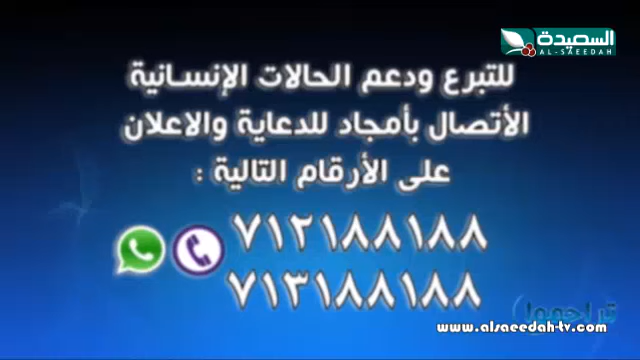 السعيدة
AL-SAEEDAH
للتبرع ودعم الحالات الإنسانية
الأتصال بأمجاد للدعاية والاعلان
على الأرقام التالية :
٧١٢١٨٨١٨٨
٧١٣١٨٨١٨٨
تراحموا
www.alsaeedah-tv.com